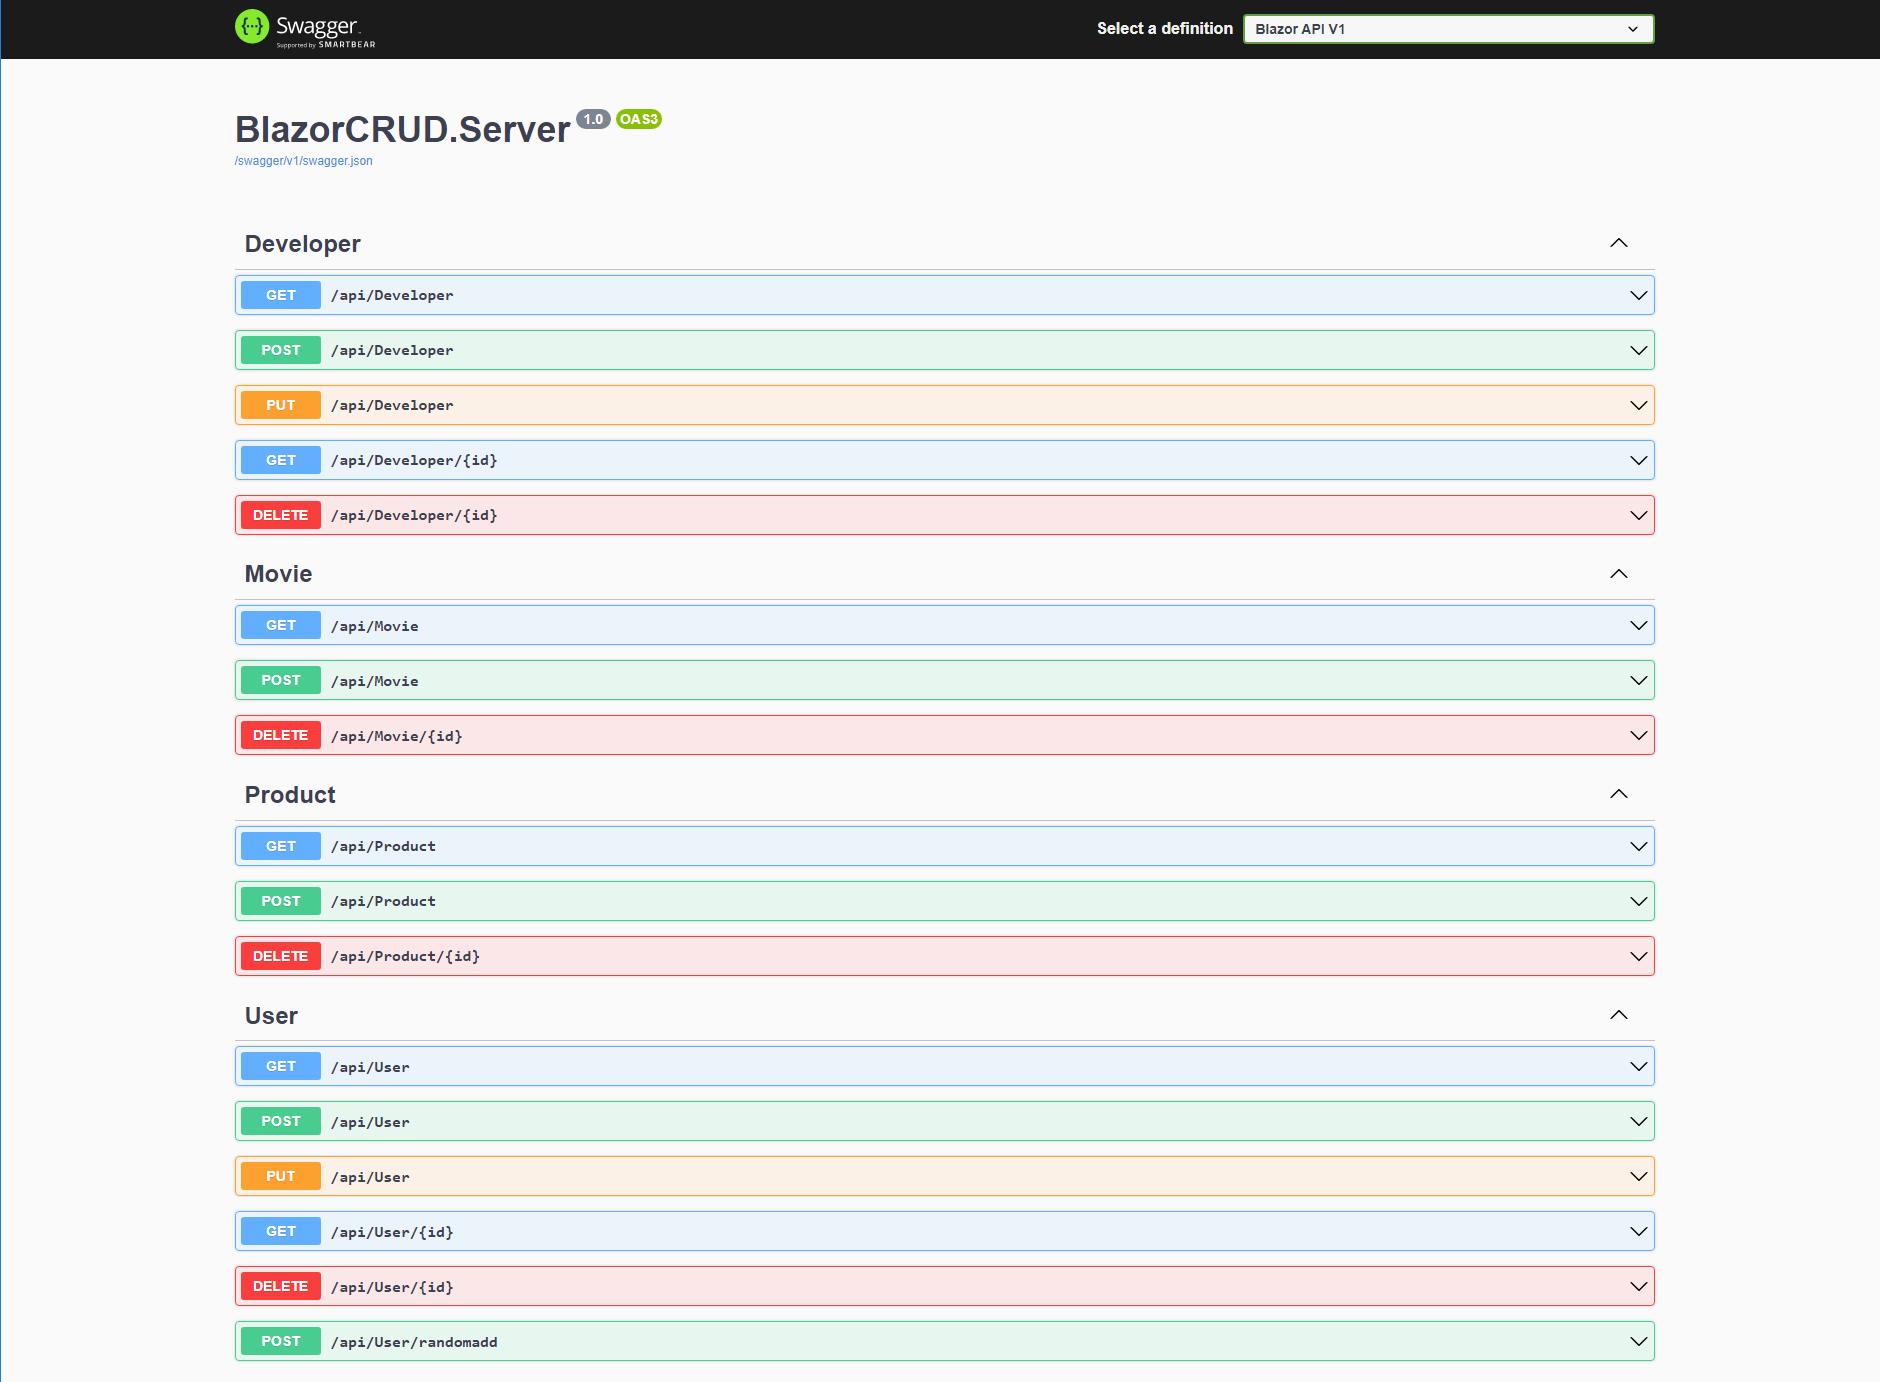 Swagger
Supported by SMARTBEAR
Select a definition
Blazor API V1
BlazorCRUD.Server 1.0 OAS3
/swagger/v1/swagger.json
Developer
GET /api/Developer
POST /api/Developer
PUT /api/Developer
GET /api/Developer/{id}
DELETE /api/Developer/{id}
Movie
GET /api/Movie
POST /api/Movie
DELETE /api/Movie/{id}
Product
GET /api/Product
POST /api/Product
DELETE /api/Product/{id}
User
GET /api/User
POST /api/User
PUT /api/User
GET /api/User/{id}
DELETE /api/User/{id}
POST /api/User/randomadd